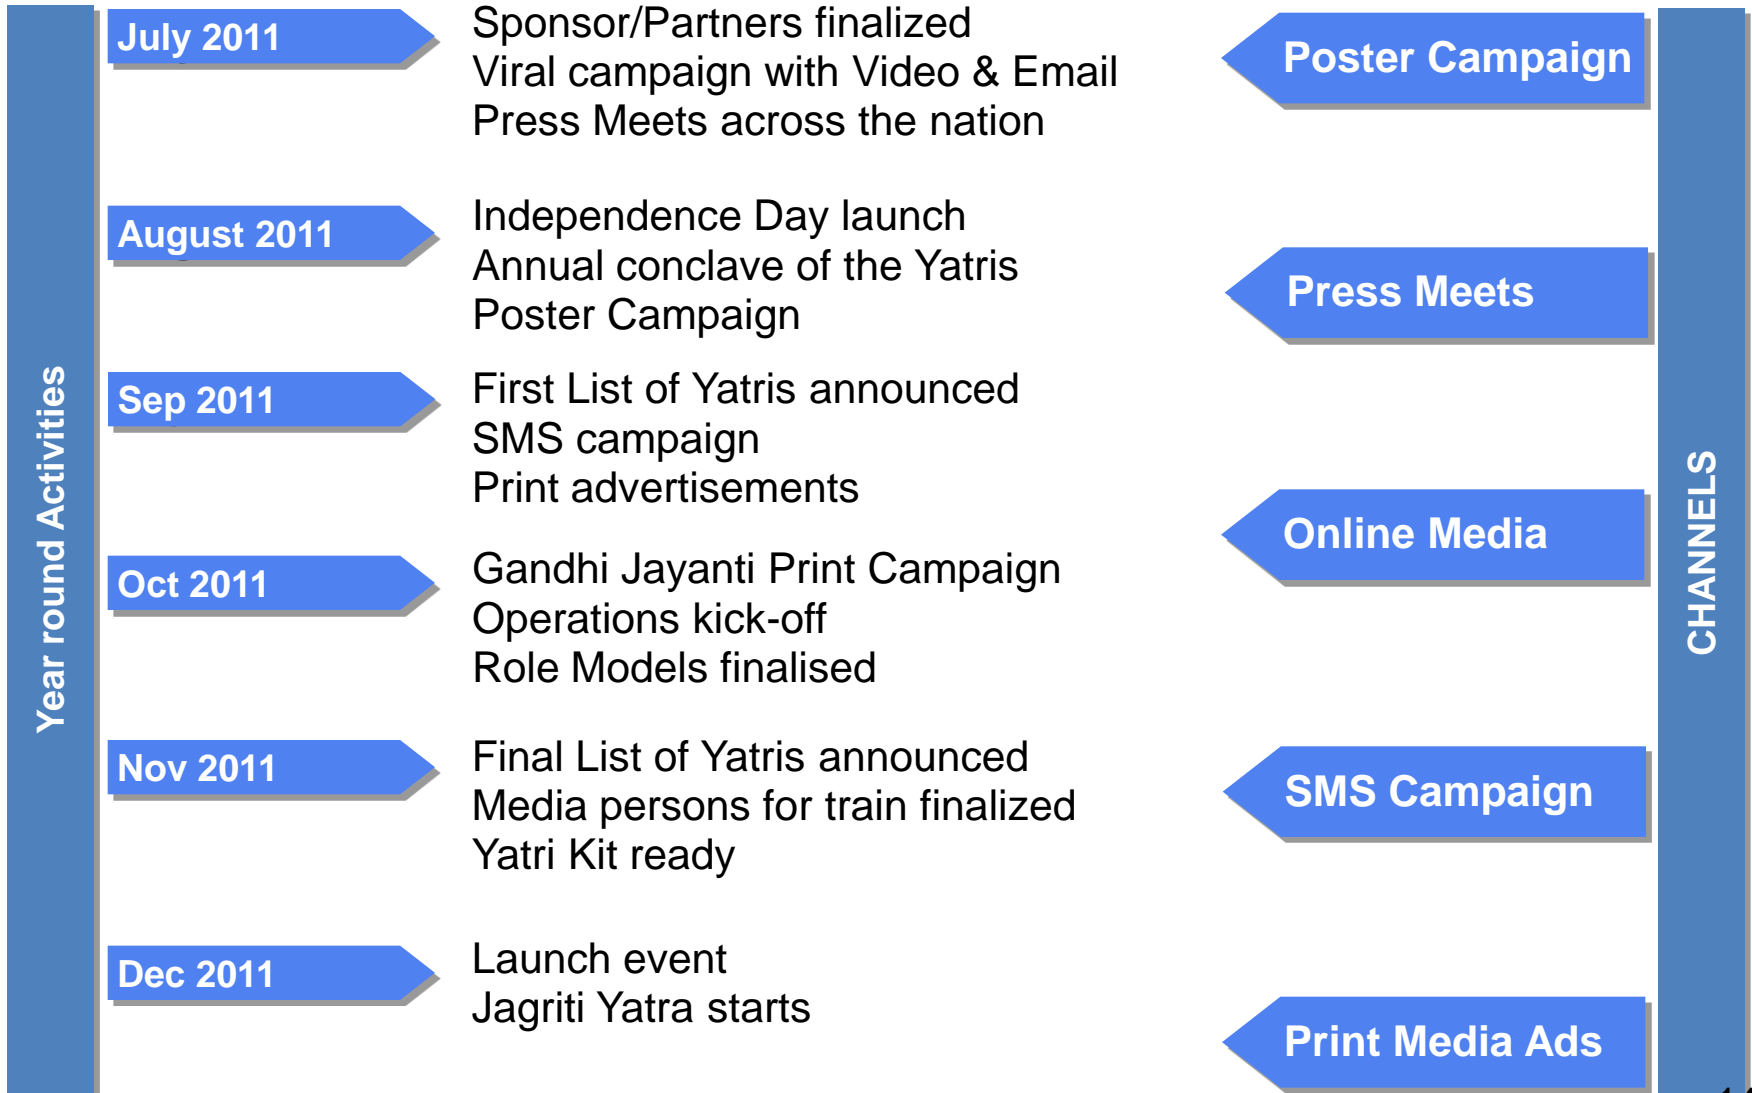 Year round Activities
July 2011
Sponsor/Partners finalized
Viral campaign with Video & Email
Press Meets across the nation
August 2011
Independence Day launch
Annual conclave of the Yatris
Poster Campaign
Sep 2011
First List of Yatris announced
SMS campaign
Print advertisements
Oct 2011
Gandhi Jayanti Print Campaign
Operations kick-off
Role Models finalised
Nov 2011
Final List of Yatris announced
Media persons for train finalized
Yatri Kit ready
Dec 2011
Launch event
Jagriti Yatra starts
CHANNELS
Poster Campaign
Press Meets
Online Media
SMS Campaign
Print Media Ads